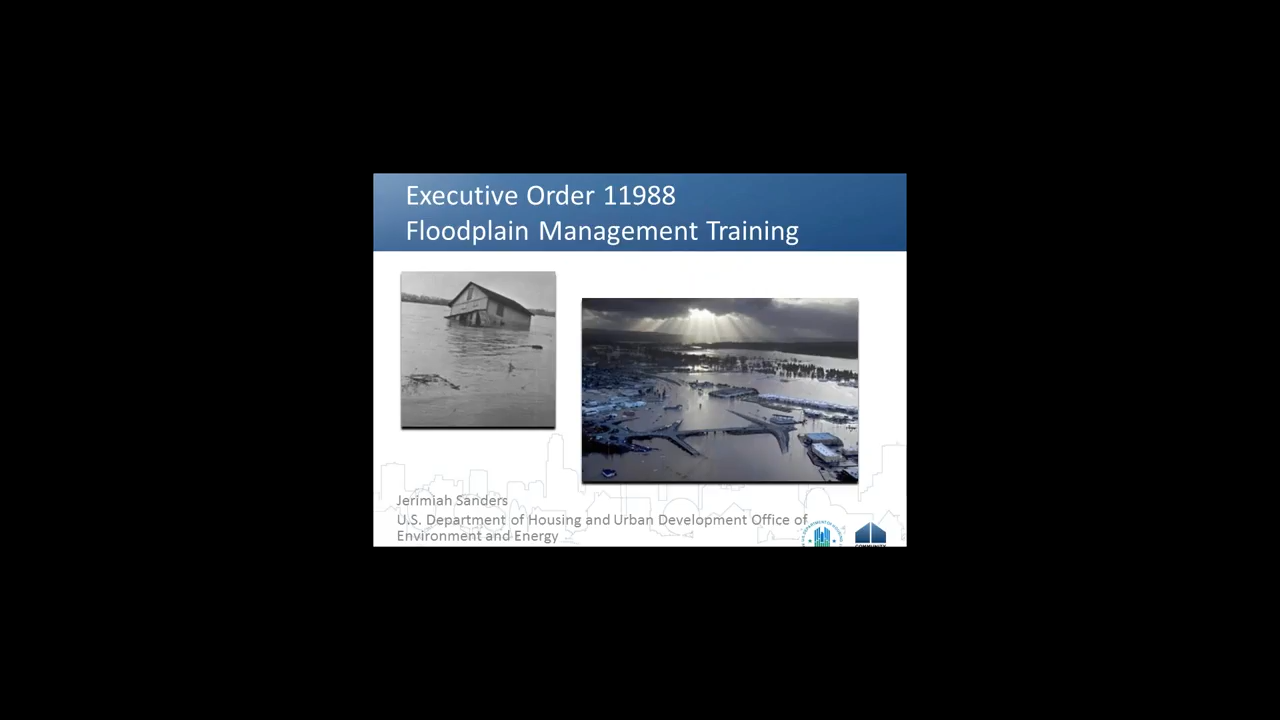 Executive Order 11988
Floodplain Management Training
Jerimiah Sanders
U.S. Department of Housing and Urban Development Office of
Environment and Energy